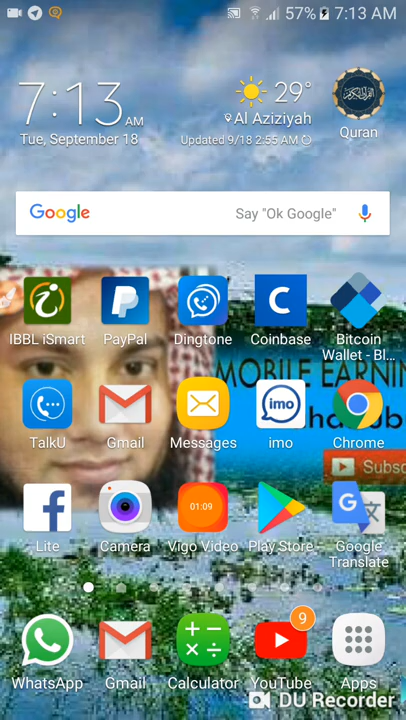 57% 7:13 AM
7:13 AM
Tue, September 18
29°
Al Aziziyah
Updated 9/18 2:55 AM
القرآن الكريم
Quran
Google Say "Ok Google"
IBBL iSmart PayPal Dingtone Coinbase Bitcoin
Wallet - Bl...
MOBILE EARNIN
imo
TalkU Gmail Messages imo Chrome
Subsc
01:09
Lite Camera Vigo Video Play Store Google
Translate
9
WhatsApp Gmail Calculator YouTube Apps
DU Recorder